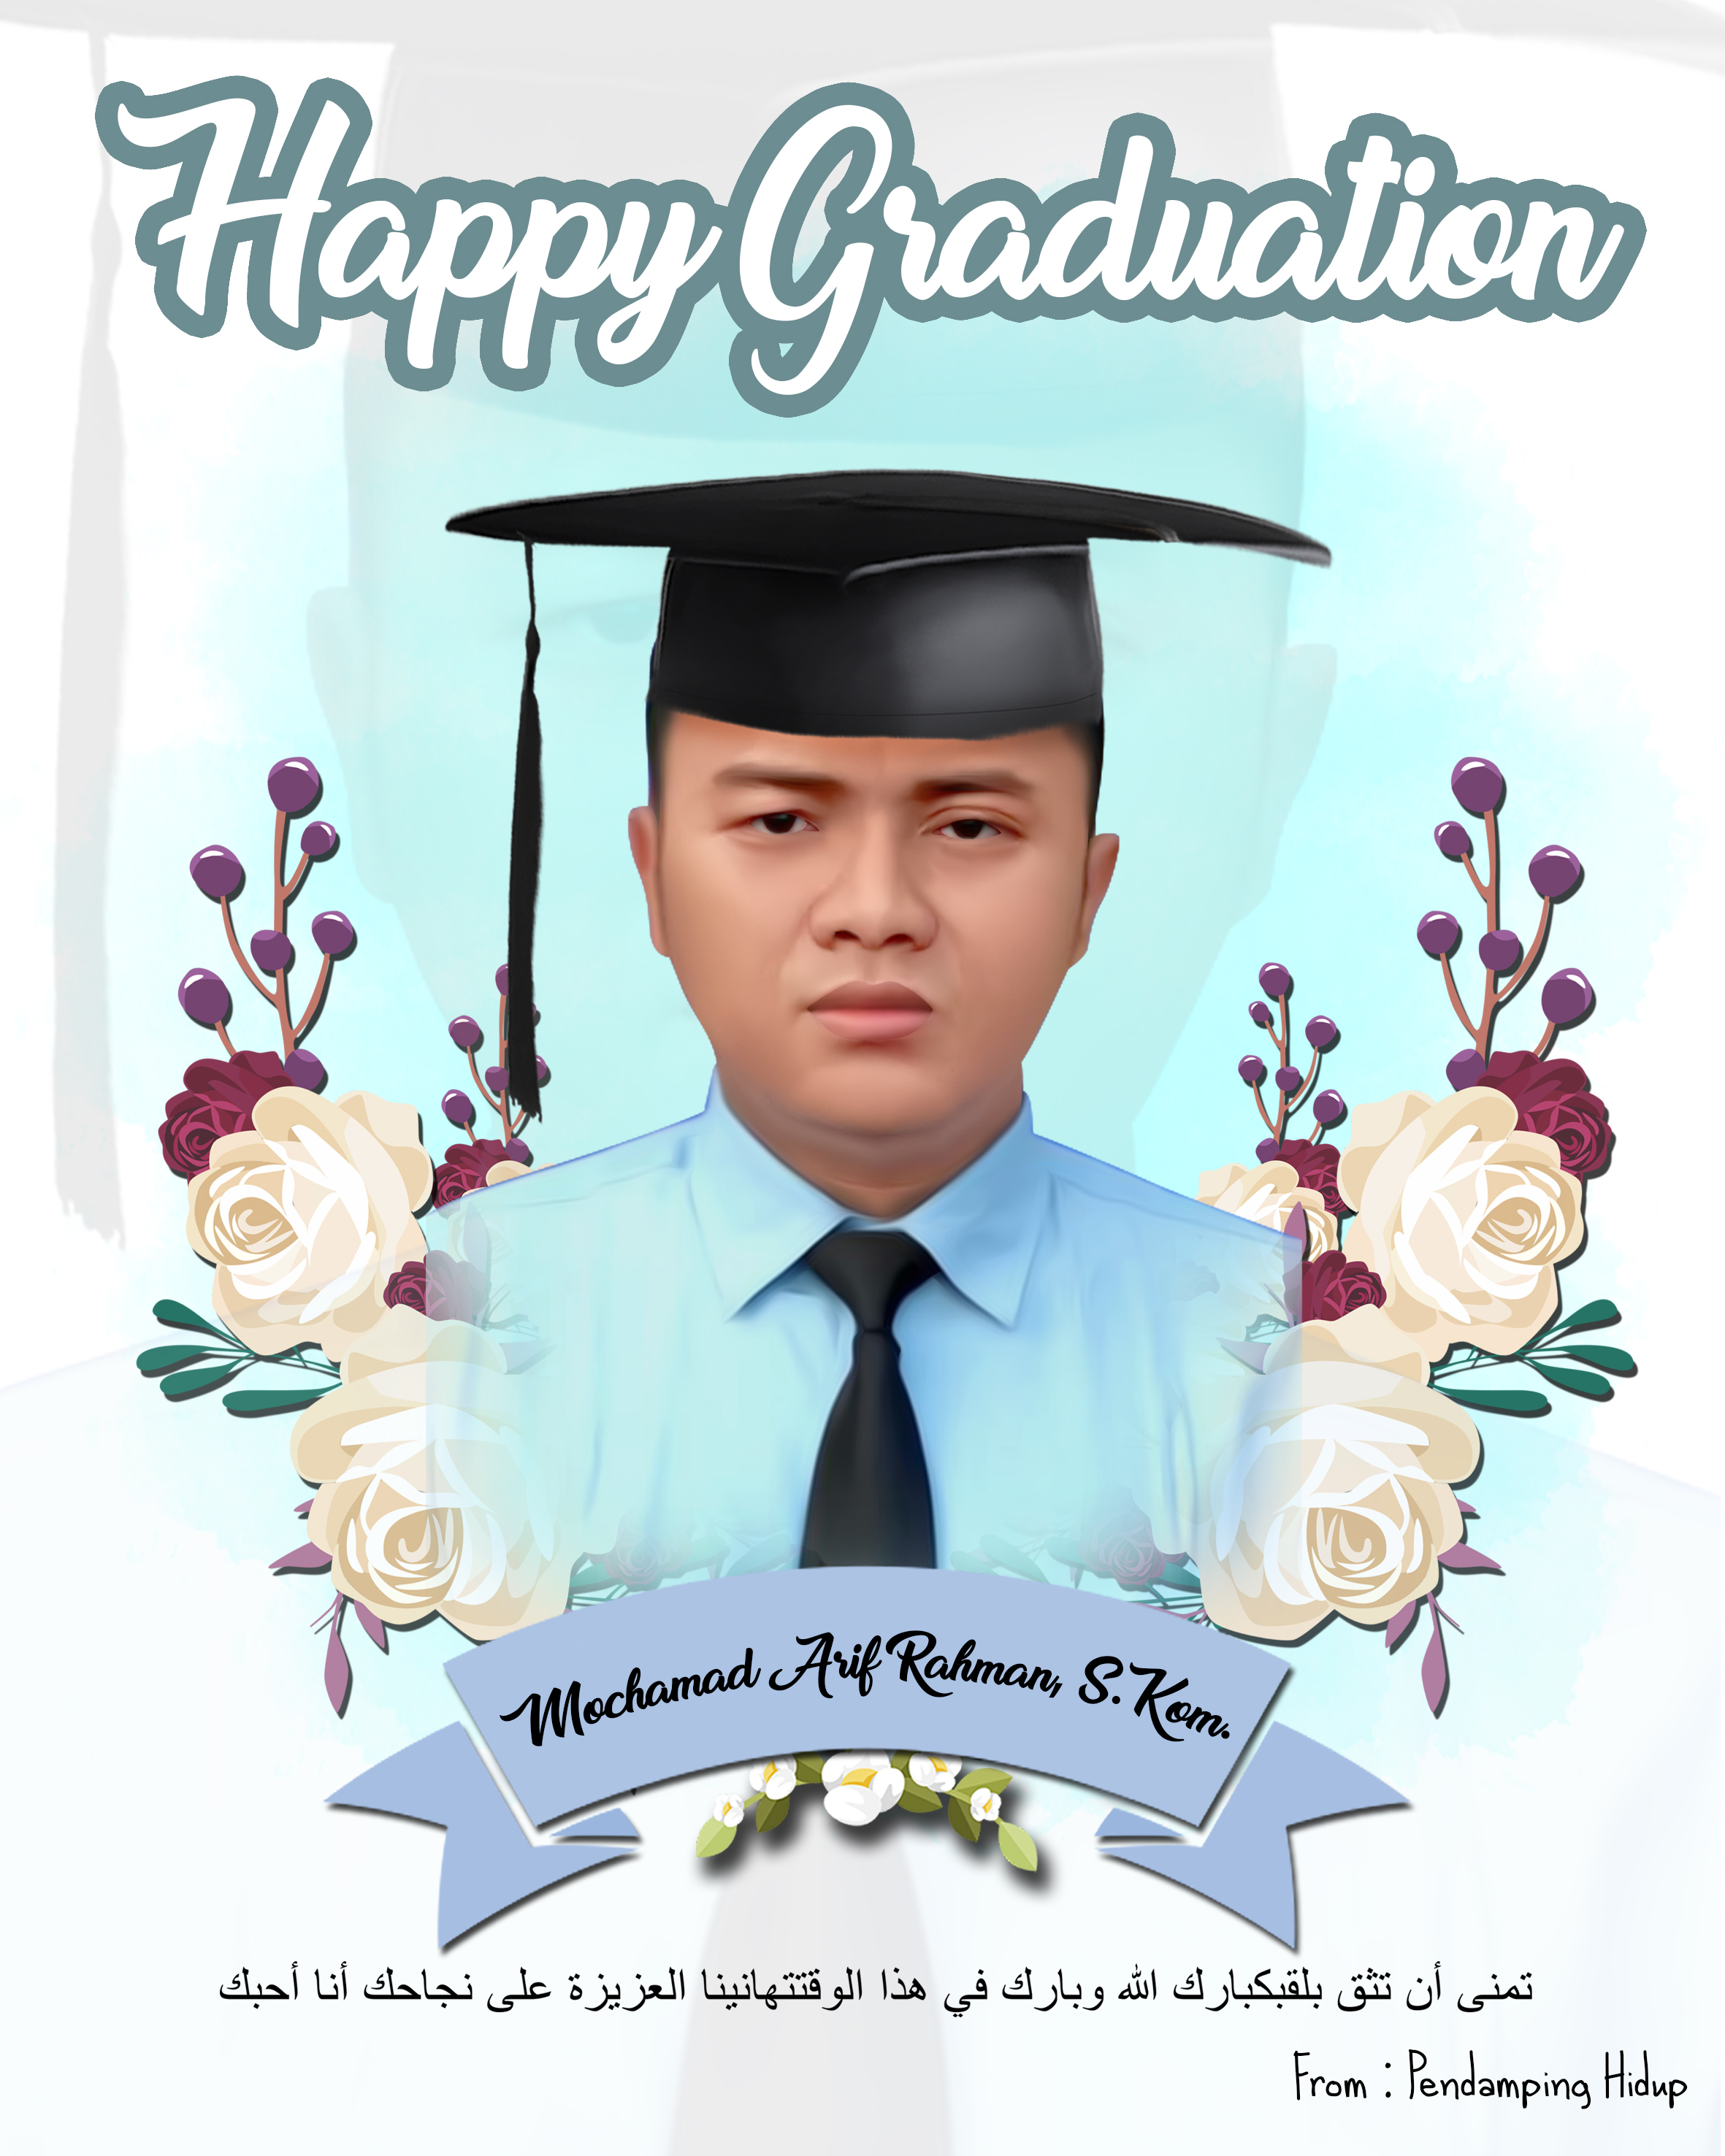 Happy Graduation
Mochamad Arif Rahman, S.Kom.
تمنى أن تثق بلقبكبارك الله وبارك في هذا الوقتتهانينا العزيزة على نجاحك أنا أحبك
From : Pendamping Hidup